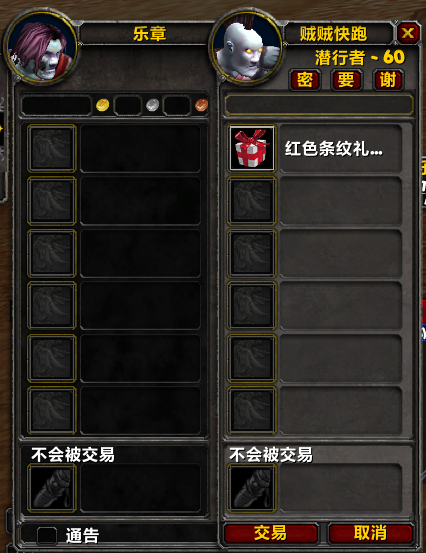 乐章
贼贼快跑
潜行者 - 60
密 要 谢
红色条纹礼...
不会被交易
不会被交易
通告
交易 取消